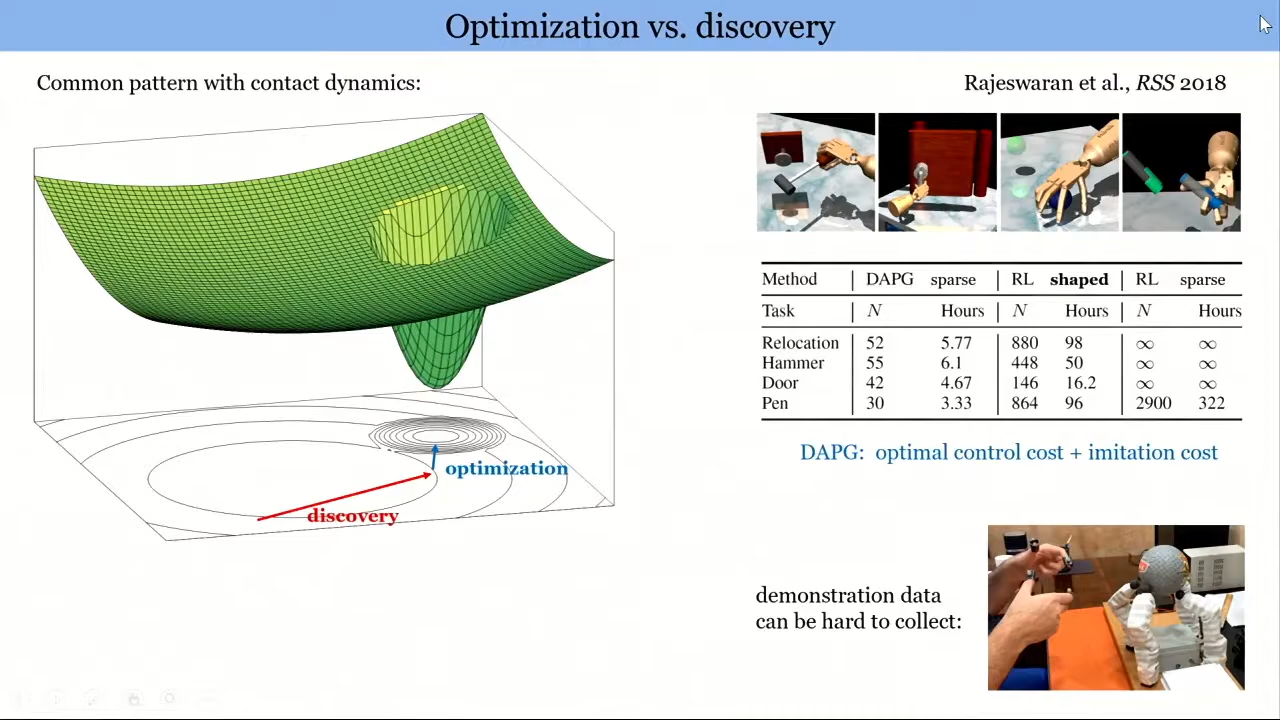 Optimization vs. discovery
Common pattern with contact dynamics:
discovery
optimization
Rajeswaran et al., RSS 2018
Method | DAPG sparse | RL shaped | RL sparse
Task | N Hours | N Hours | N Hours
Relocation | 52 5.77 | 880 98 | ∞ ∞
Hammer | 55 6.1 | 448 50 | ∞ ∞
Door | 42 4.67 | 146 16.2 | ∞ ∞
Pen | 30 3.33 | 864 96 | 2900 322
DAPG: optimal control cost + imitation cost
demonstration data
can be hard to collect: